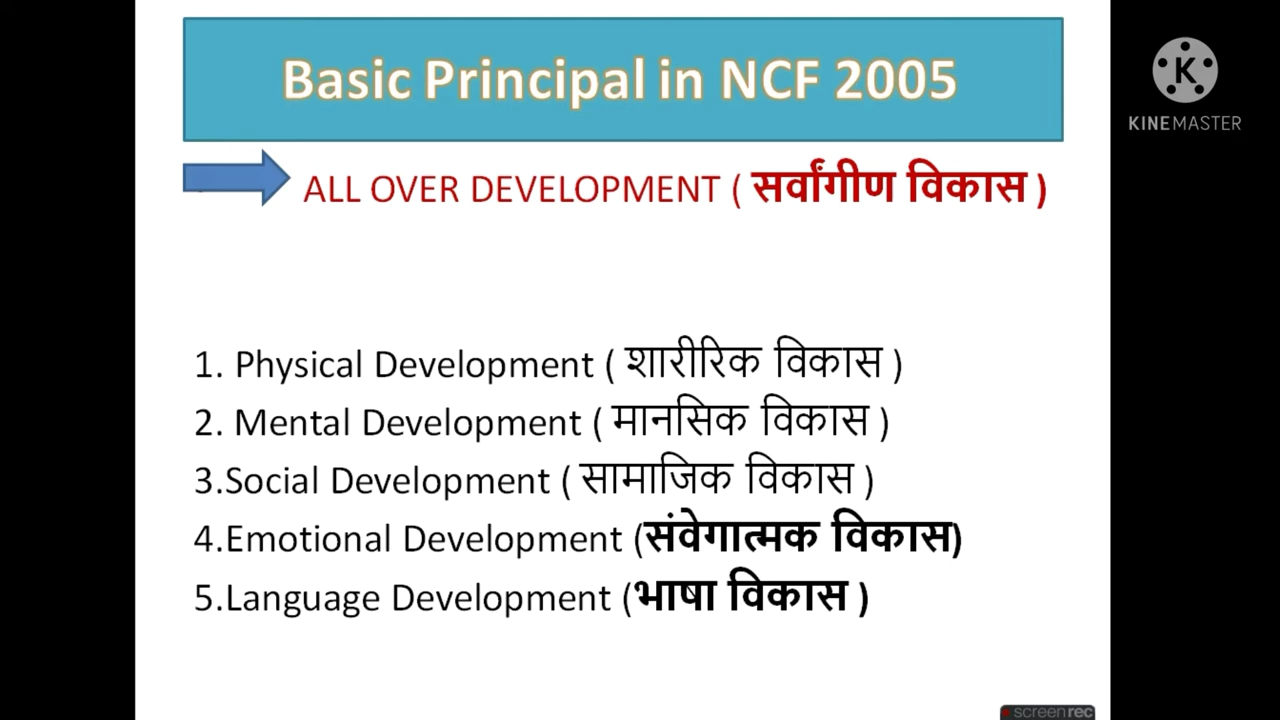 Basic Principal in NCF 2005
KINEMASTER
ALL OVER DEVELOPMENT ( सर्वांगीण विकास )
1. Physical Development ( शारीरिक विकास )
2. Mental Development ( मानसिक विकास )
3.Social Development ( सामाजिक विकास )
4.Emotional Development (संवेगात्मक विकास)
5.Language Development (भाषा विकास )
screenrec